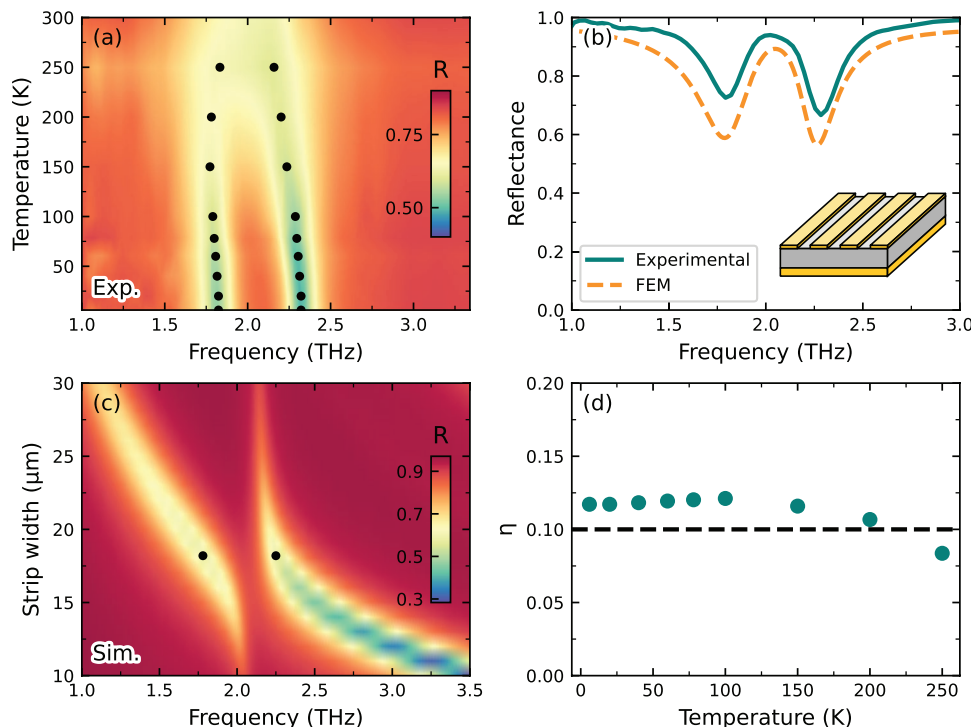 (a)
R
0.75
0.50
Exp.
300
250
200
150
100
50
Temperature (K)
1.0 1.5 2.0 2.5 3.0
Frequency (THz)
(b)
1.0
0.8
0.6
0.4
0.2
0.0
Reflectance
Experimental
FEM
1.0 1.5 2.0 2.5 3.0
Frequency (THz)
(c)
R
0.9
0.7
0.5
0.3
Sim.
30
25
20
15
10
Strip width (μm)
1.0 1.5 2.0 2.5 3.0 3.5
Frequency (THz)
(d)
0.20
0.15
0.10
0.05
0.00
η
0 50 100 150 200 250
Temperature (K)